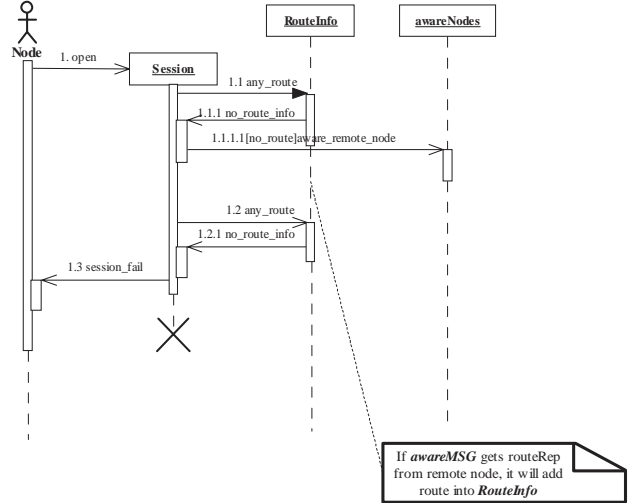 RouteInfo
awareNodes
Node
1. open
Session
1.1 any_route
1.1.1 no_route_info
1.1.1.1[no_route]aware_remote_node
1.2 any_route
1.2.1 no_route_info
1.3 session_fail
If awareMSG gets routeRep
from remote node, it will add
route into RouteInfo